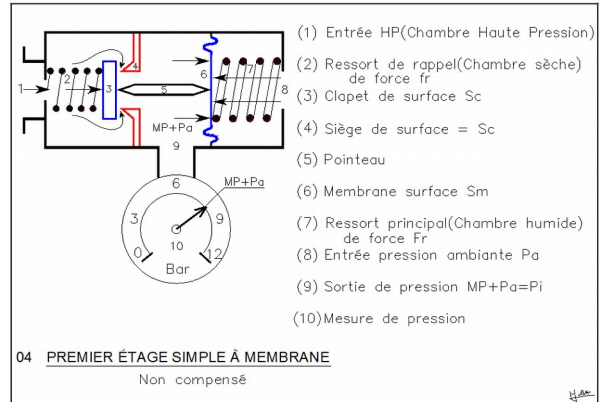 (1) Entrée HP(Chambre Haute Pression)
(2) Ressort de rappel(Chambre sèche)
de force fr
(3) Clapet de surface Sc
(4) Siège de surface = Sc
(5) Pointeau
(6) Membrane surface Sm
(7) Ressort principal(Chambre humide)
de force Fr
(8) Entrée pression ambiante Pa
(9) Sortie de pression MP+Pa=Pi
(10)Mesure de pression
1
2
3
4
5
6
7
8
MP+Pa
9
MP+Pa
6
3
9
10
0
12
Bar
04 PREMIER ÉTAGE SIMPLE À MEMBRANE
Non compensé